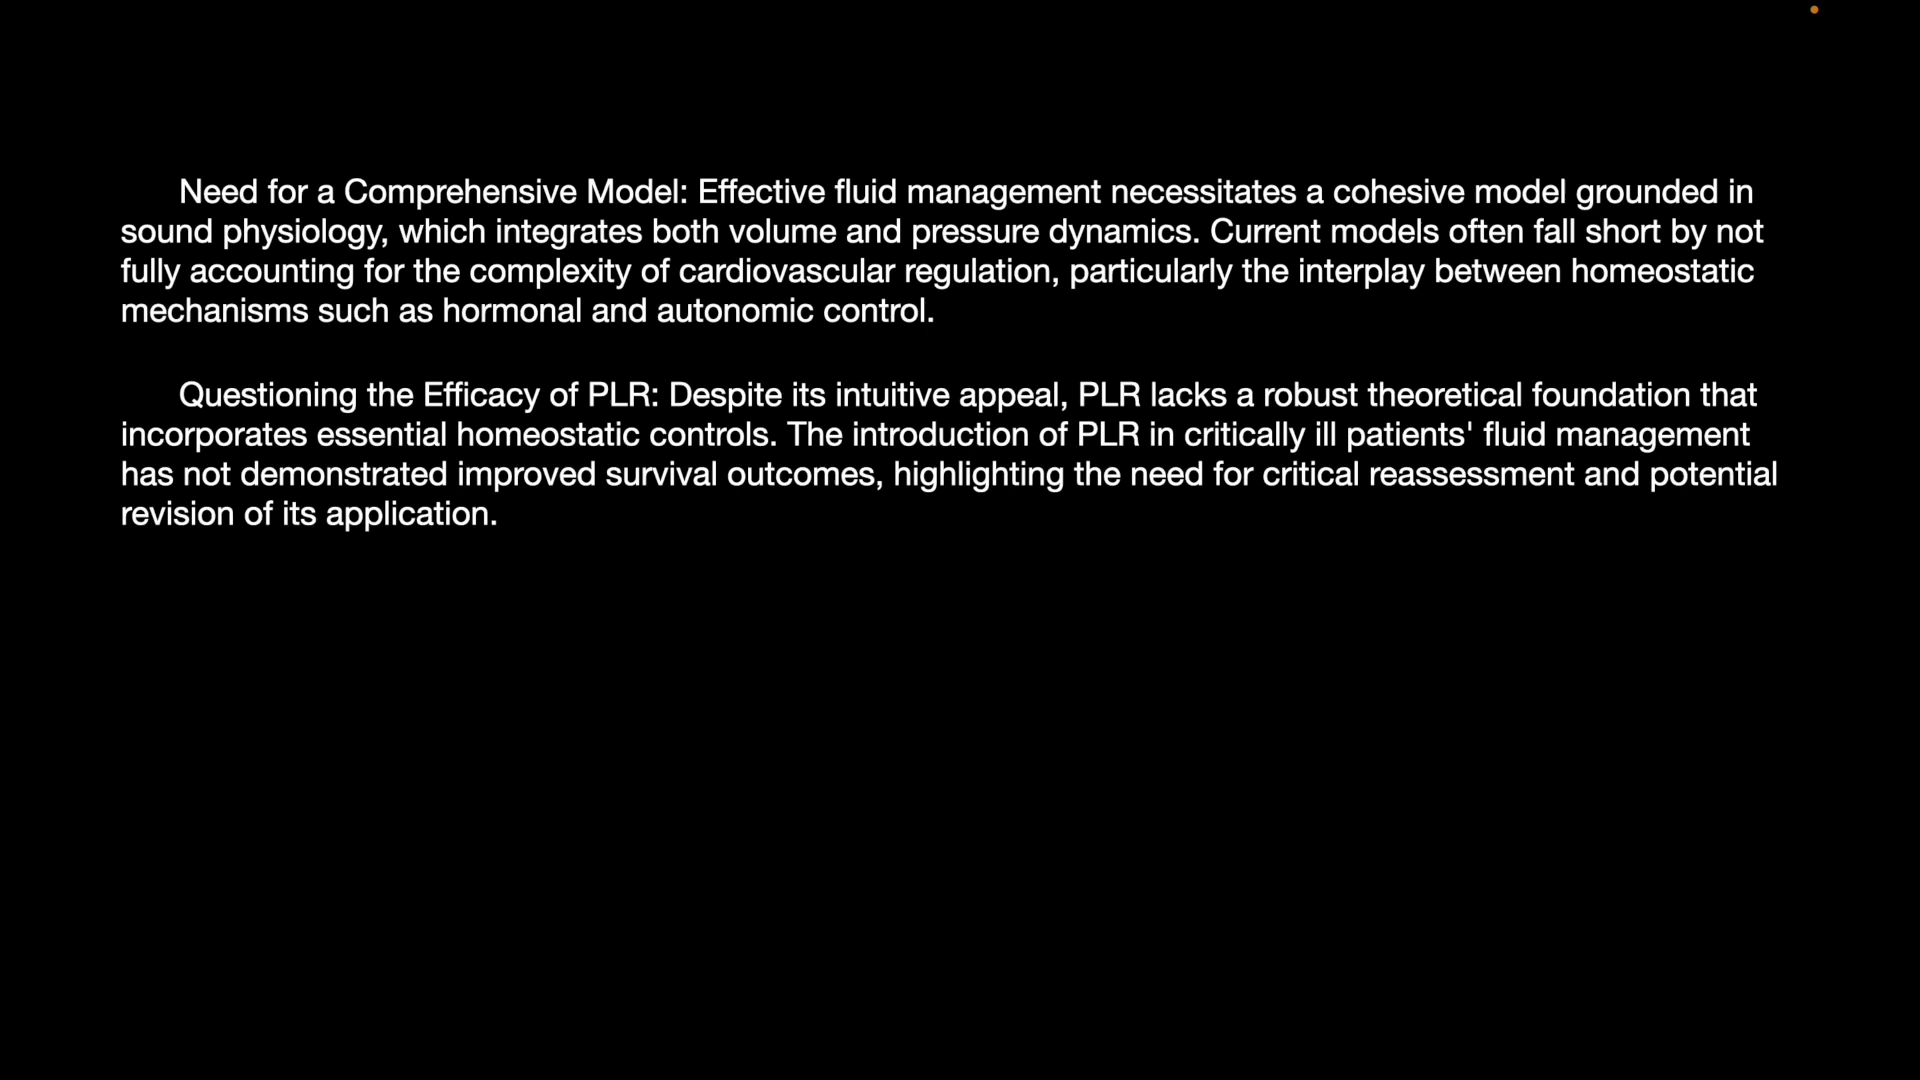 Need for a Comprehensive Model: Effective fluid management necessitates a cohesive model grounded in
sound physiology, which integrates both volume and pressure dynamics. Current models often fall short by not
fully accounting for the complexity of cardiovascular regulation, particularly the interplay between homeostatic
mechanisms such as hormonal and autonomic control.
Questioning the Efficacy of PLR: Despite its intuitive appeal, PLR lacks a robust theoretical foundation that
incorporates essential homeostatic controls. The introduction of PLR in critically ill patients' fluid management
has not demonstrated improved survival outcomes, highlighting the need for critical reassessment and potential
revision of its application.